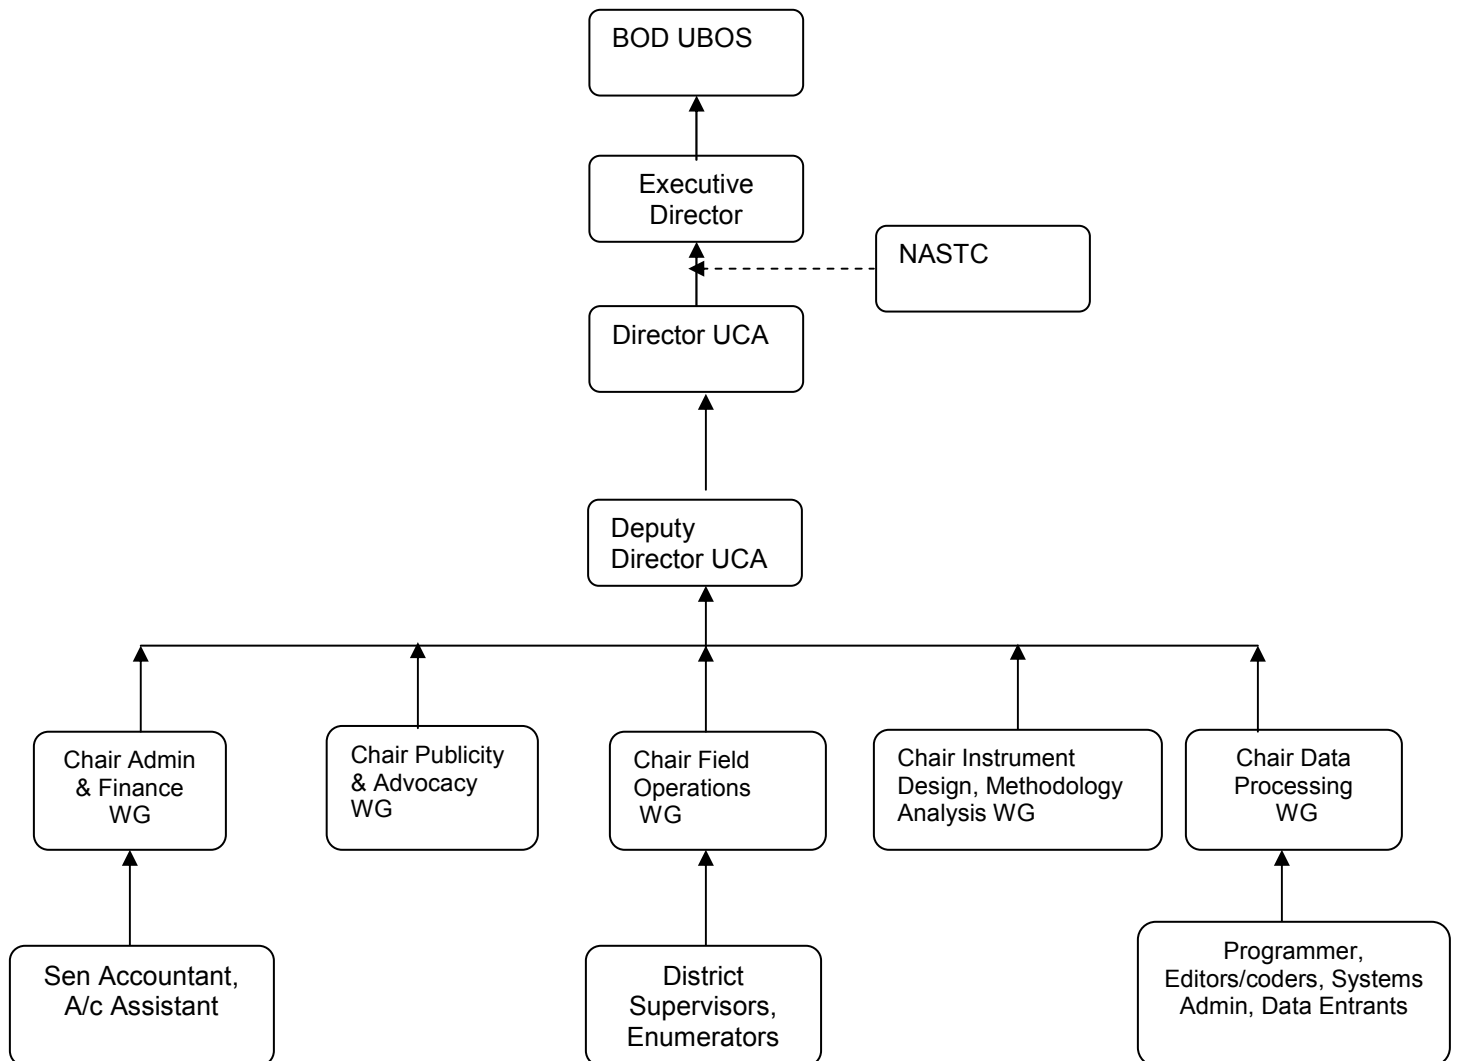 BOD UBOS
Executive
Director
NASTC
Director UCA
Deputy
Director UCA
Chair Admin
& Finance
WG
Chair Publicity
& Advocacy
WG
Chair Field
Operations
WG
Chair Instrument
Design, Methodology
Analysis WG
Chair Data
Processing
WG
Sen Accountant,
A/c Assistant
District
Supervisors,
Enumerators
Programmer,
Editors/coders, Systems
Admin, Data Entrants